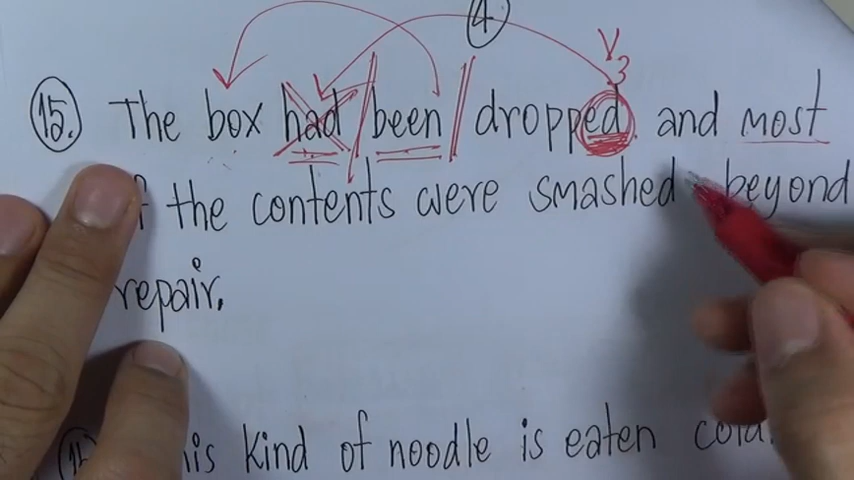 4
V3
15. The box had been dropped and most
the contents were smashed beyond
repair.
kind of noodle is eaten cold.